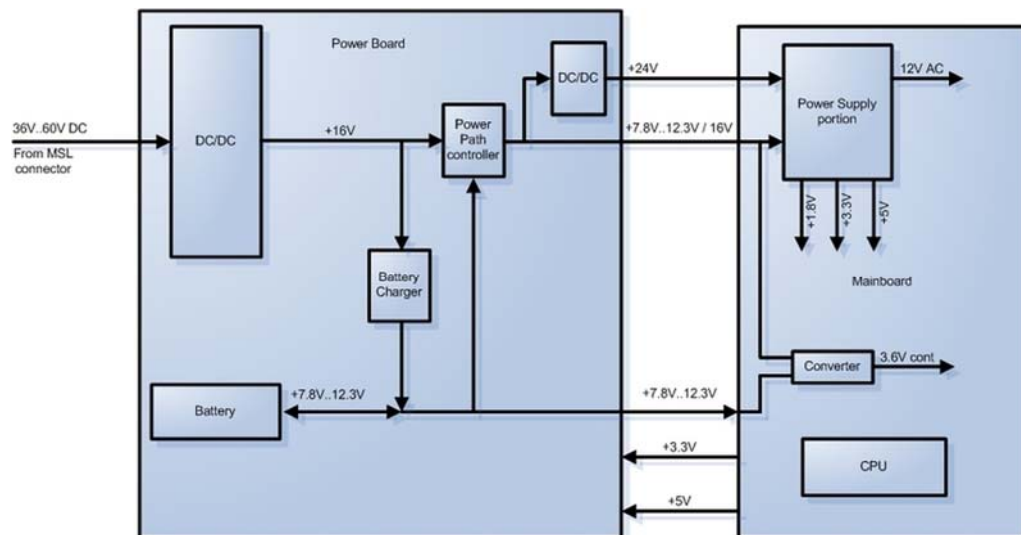 Power Board
DC/DC
+24V
12V AC
Power Supply
portion
36V..60V DC
From MSL
connector
DC/DC
+16V
Power
Path
controller
+7.8V..12.3V / 16V
+1.8V
+3.3V
+5V
Mainboard
Battery
Charger
Converter
3.6V cont
Battery
+7.8V..12.3V
+7.8V..12.3V
+3.3V
CPU
+5V